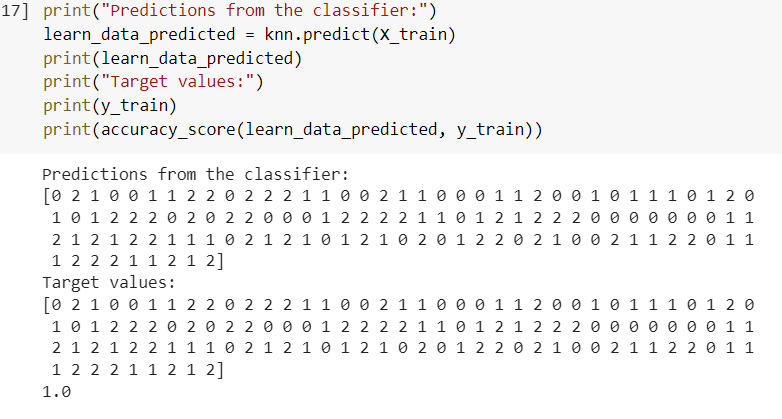 17] print("Predictions from the classifier:")
learn_data_predicted = knn.predict(X_train)
print(learn_data_predicted)
print("Target values:")
print(y_train)
print(accuracy_score(learn_data_predicted, y_train))
Predictions from the classifier:
[0 2 1 0 0 1 1 2 2 0 2 2 2 1 1 0 0 2 1 1 0 0 0 1 1 2 0 0 1 0 1 1 1 0 1 2 0
1 0 1 2 2 2 0 2 0 2 2 0 0 0 1 2 2 2 2 1 1 0 1 2 1 2 2 2 0 0 0 0 0 0 0 1 1
2 1 2 1 2 2 1 1 1 0 2 1 2 1 0 1 2 1 0 2 0 1 2 2 0 2 1 0 0 2 1 1 2 2 0 1 1
1 2 2 2 1 1 2 1 2]
Target values:
[0 2 1 0 0 1 1 2 2 0 2 2 2 1 1 0 0 2 1 1 0 0 0 1 1 2 0 0 1 0 1 1 1 0 1 2 0
1 0 1 2 2 2 0 2 0 2 2 0 0 0 1 2 2 2 2 1 1 0 1 2 1 2 2 2 0 0 0 0 0 0 0 1 1
2 1 2 1 2 2 1 1 1 0 2 1 2 1 0 1 2 1 0 2 0 1 2 2 0 2 1 0 0 2 1 1 2 2 0 1 1
1 2 2 2 1 1 2 1 2]
1.0